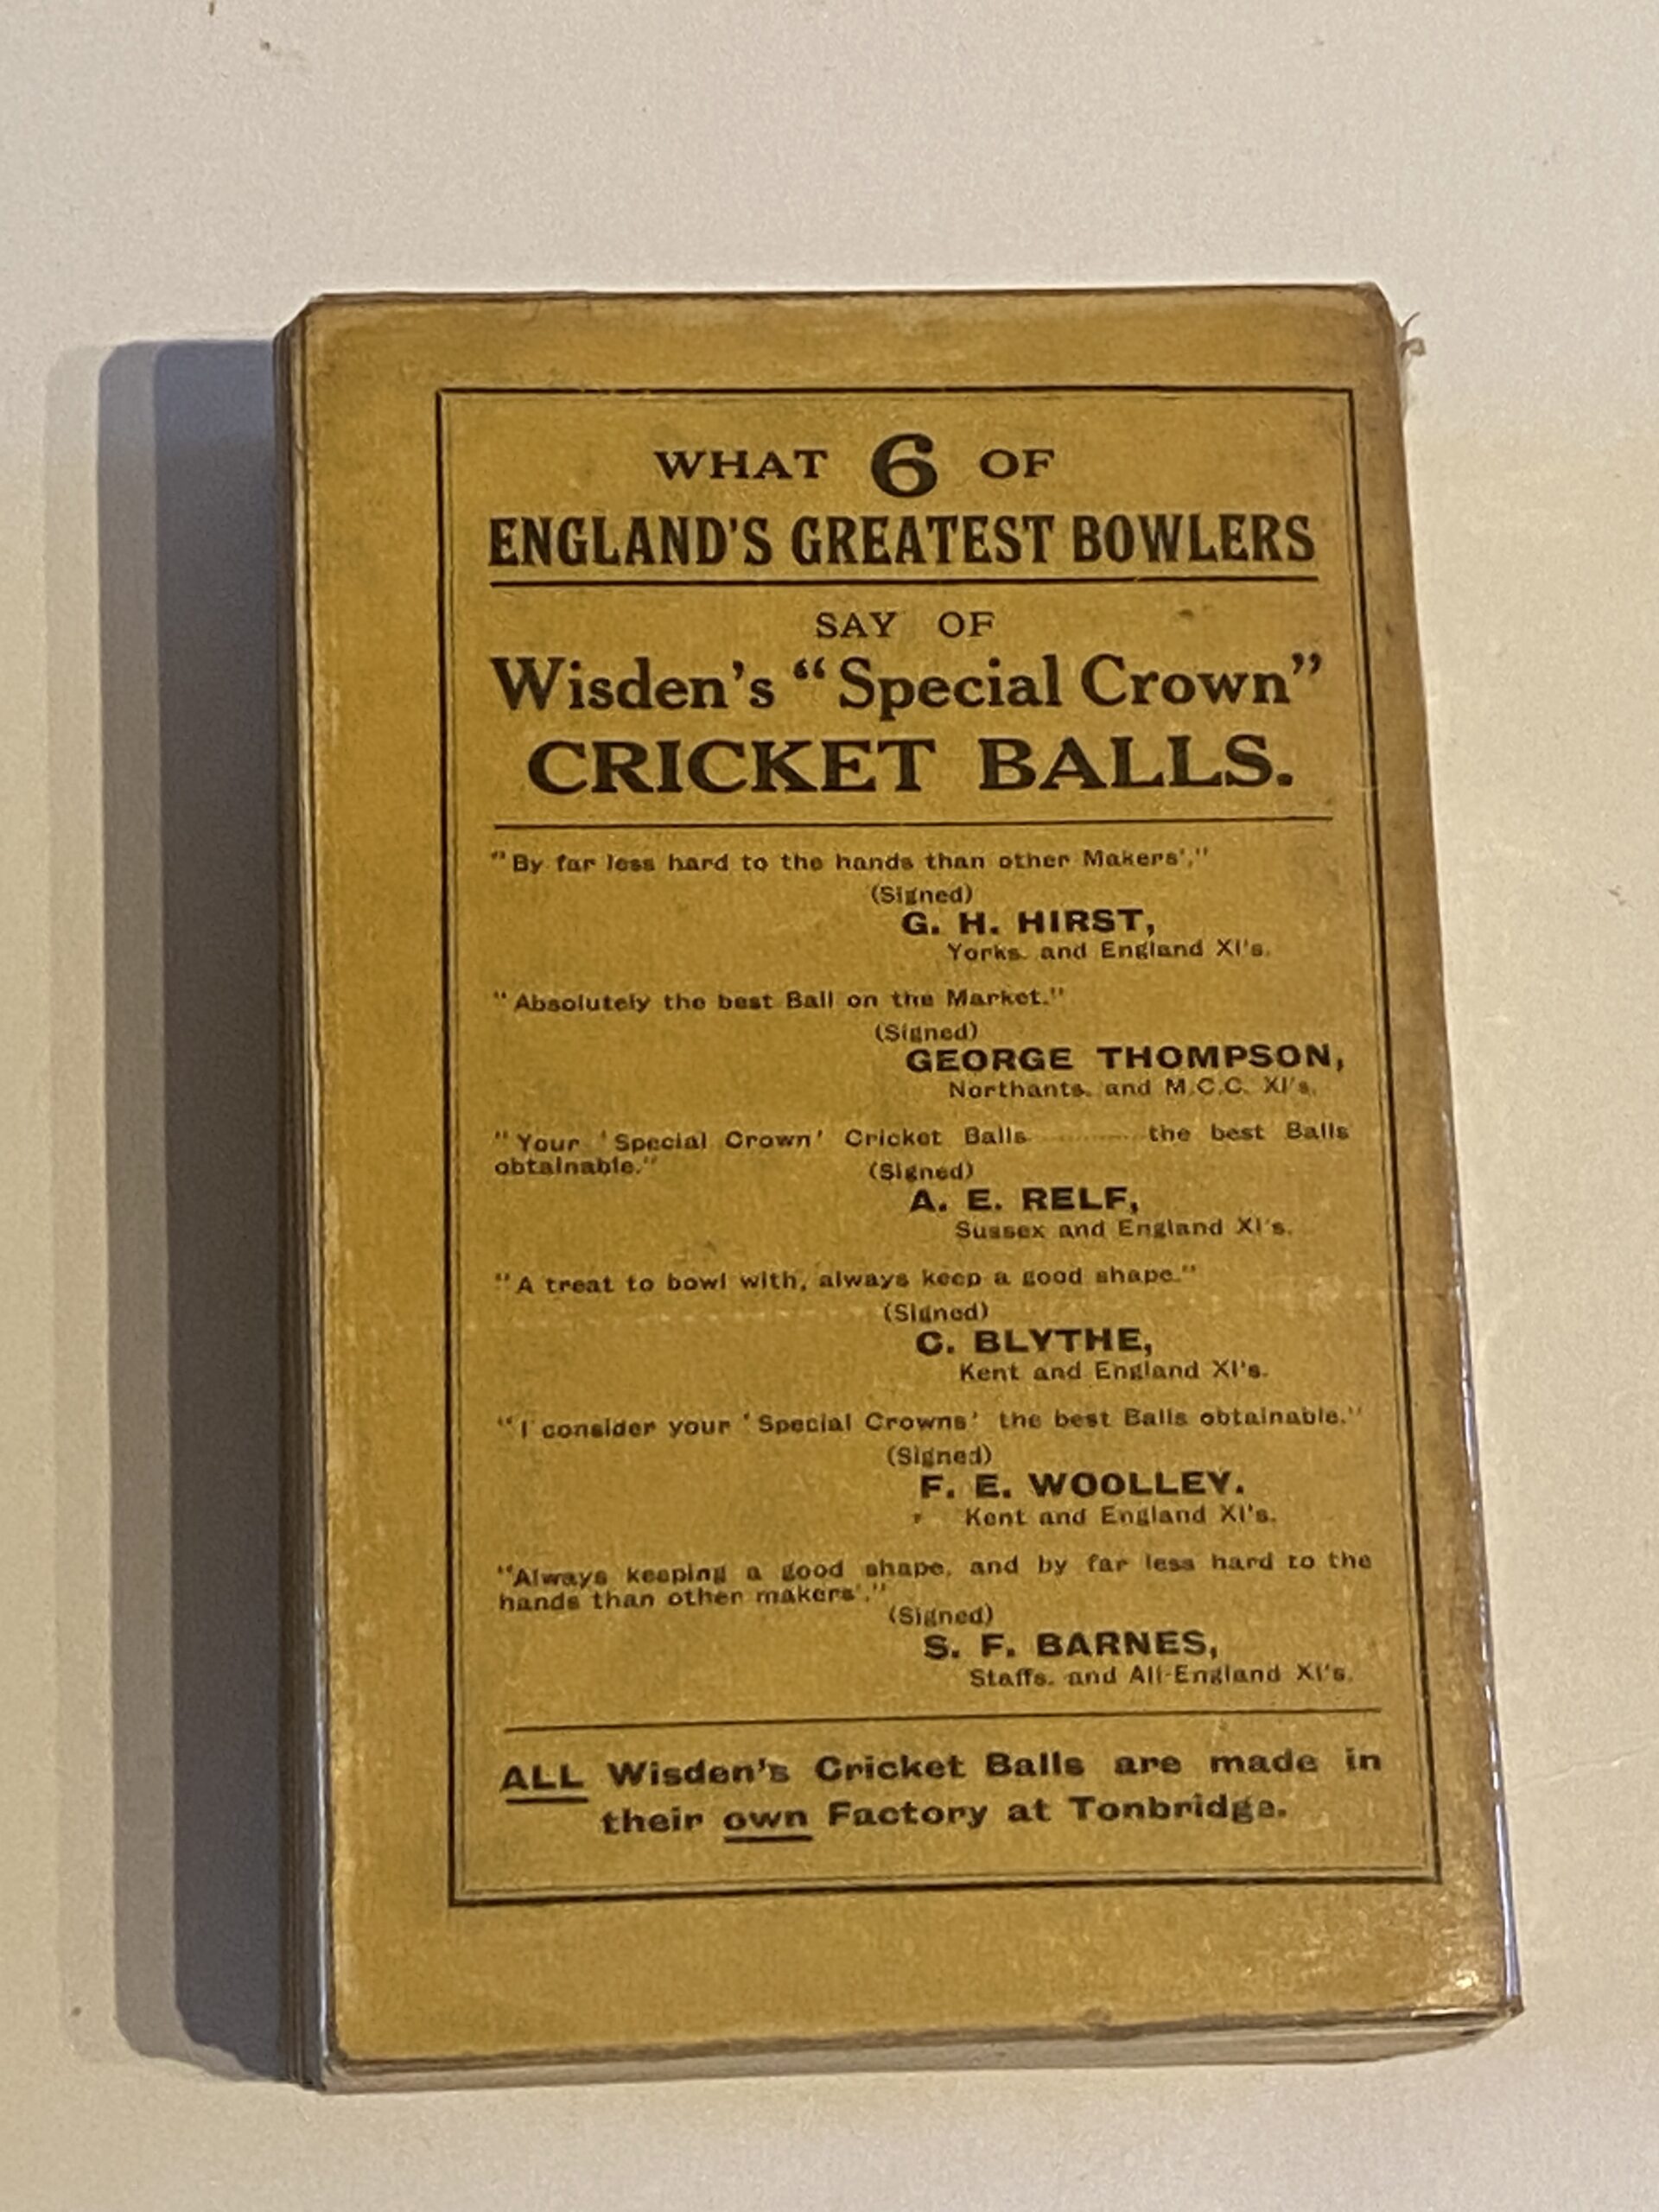 WHAT 6 OF
ENGLAND'S GREATEST BOWLERS
SAY OF
Wisden's "Special Crown"
CRICKET BALLS.
"By far less hard to the hands than other Makers'."
(Signed)
G. H. HIRST,
Yorks. and England XI's.
"Absolutely the best Ball on the Market."
(Signed)
GEORGE THOMPSON,
Northants. and M.C.C. XI's.
"Your 'Special Crown' Cricket Balls ............ the best Balls
obtainable."
(Signed)
A. E. RELF,
Sussex and England XI's.
"A treat to bowl with, always keep a good shape."
(Signed)
C. BLYTHE,
Kent and England XI's.
"I consider your 'Special Crowns' the best Balls obtainable."
(Signed)
F. E. WOOLLEY.
Kent and England XI's.
"Always keeping a good shape, and by far less hard to the
hands than other makers'."
(Signed)
S. F. BARNES,
Staffs. and All-England XI's.
ALL Wisden's Cricket Balls are made in
their own Factory at Tonbridge.